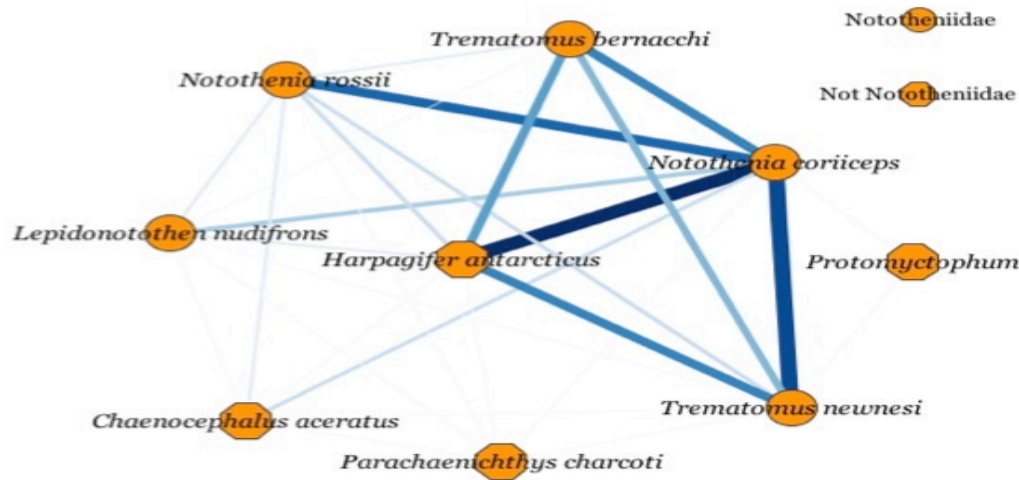 Nototheniidae
Trematomus bernacchi
Notothenia rossii
Not Nototheniidae
Notothenia coriiceps
Lepidonotothen nudifrons
Harpagifer antarcticus
Protomyctophum
Trematomus newnesi
Chaenocephalus aceratus
Parachaenichthys charcoti